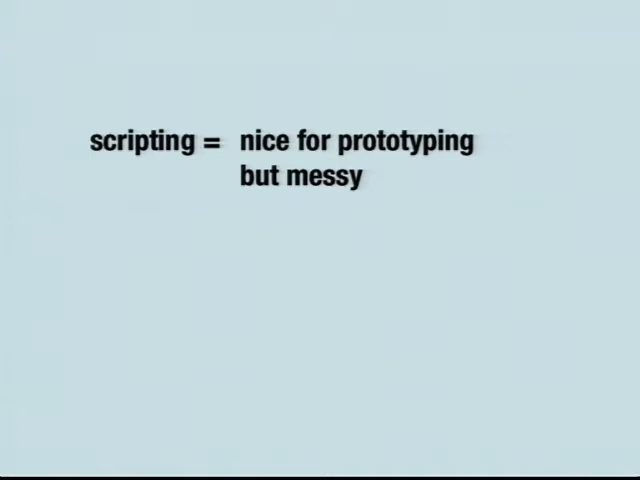 scripting = nice for prototyping
but messy